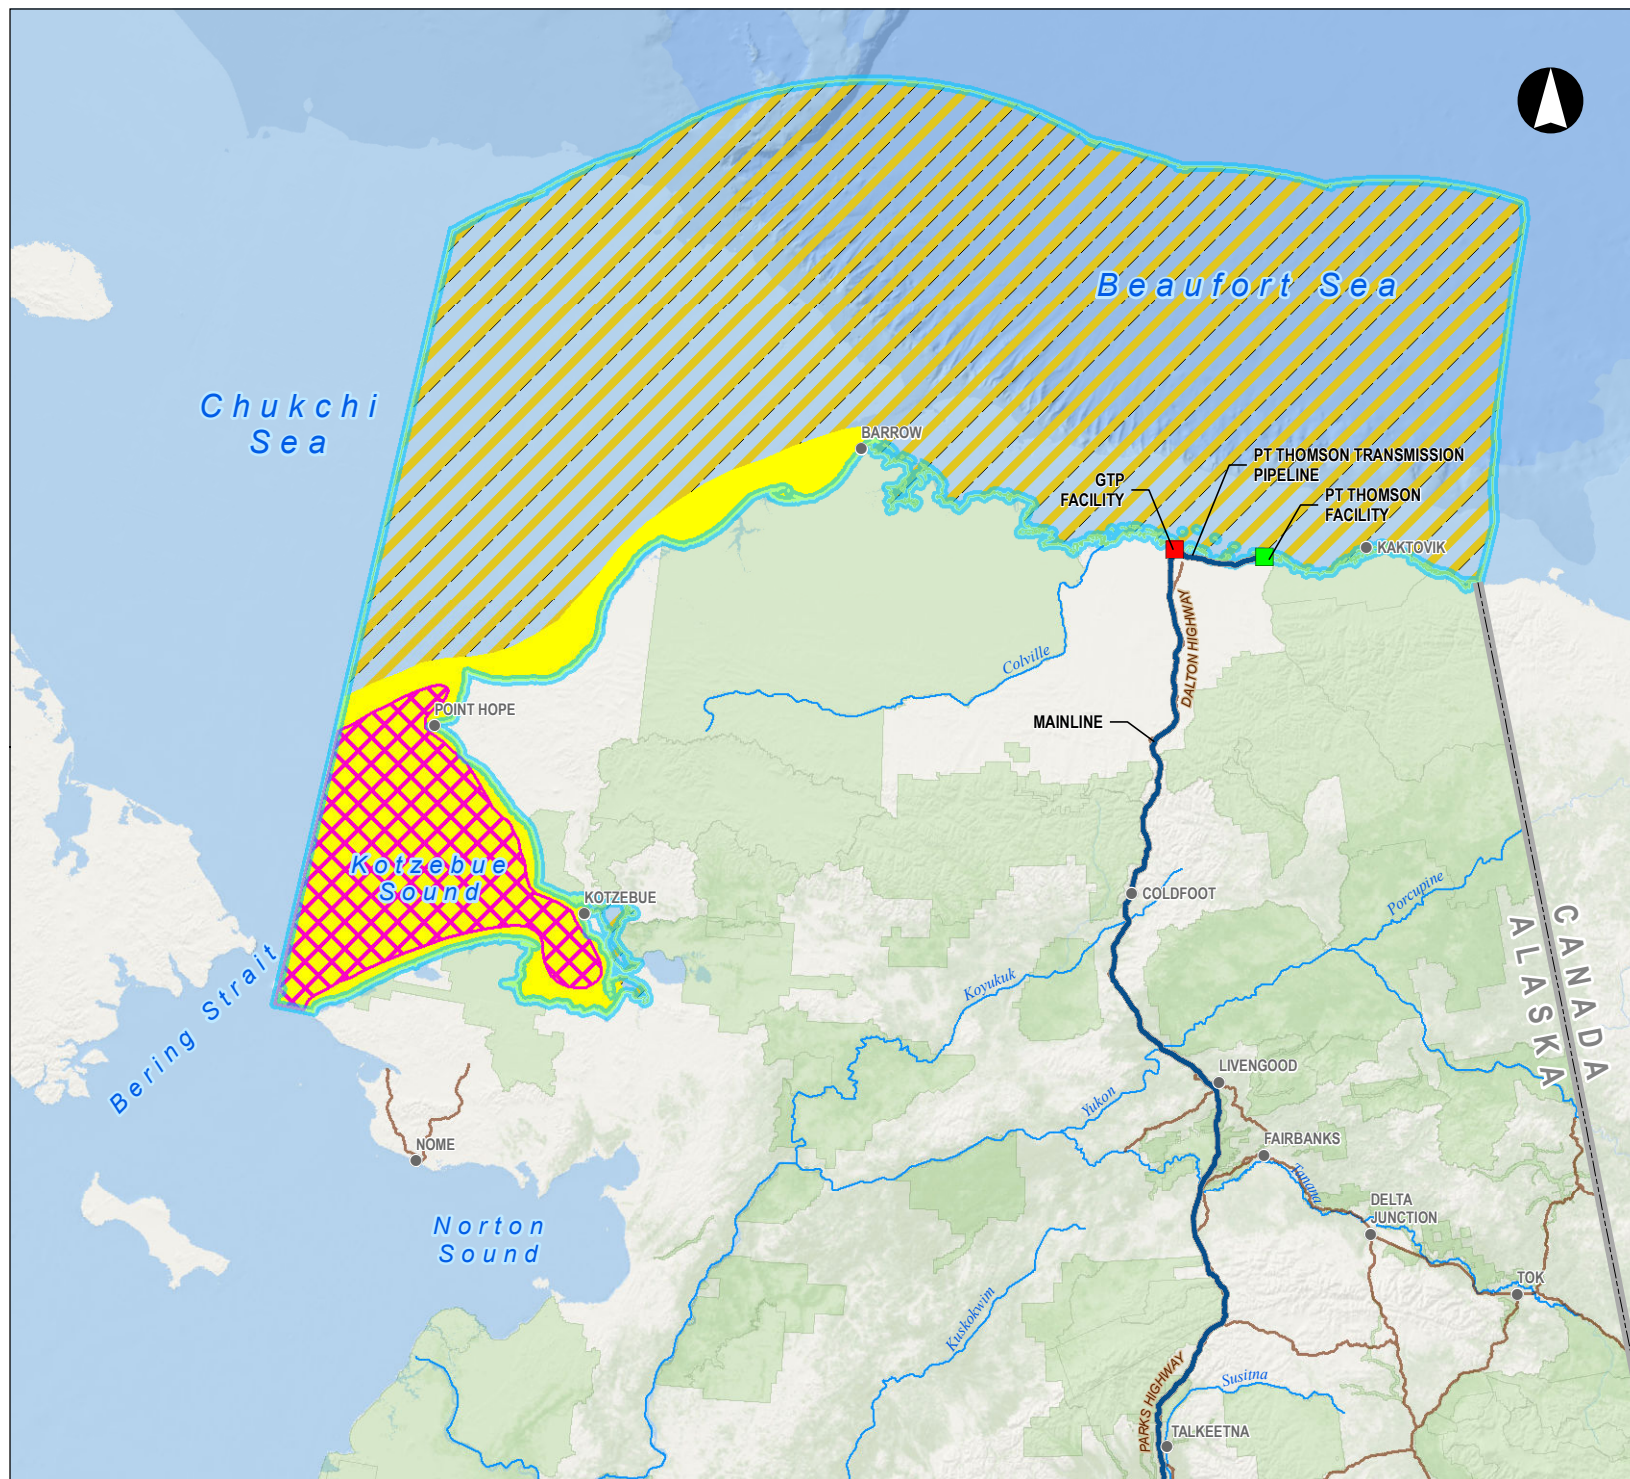 Beaufort Sea
Chukchi
Sea
BARROW
PT THOMSON TRANSMISSION
PIPELINE
GTP
FACILITY
PT THOMSON
FACILITY
KAKTOVIK
DALTON HIGHWAY
Colville
POINT HOPE
MAINLINE
Kotzebue
Sound
KOTZEBUE
COLDFOOT
Porcupine
CANADA
ALASKA
Bering Strait
Koyukuk
LIVENGOOD
Yukon
NOME
FAIRBANKS
Tanana
DELTA
JUNCTION
Norton
Sound
TOK
Kuskokwim
PARKS HIGHWAY
Susitna
TALKEETNA